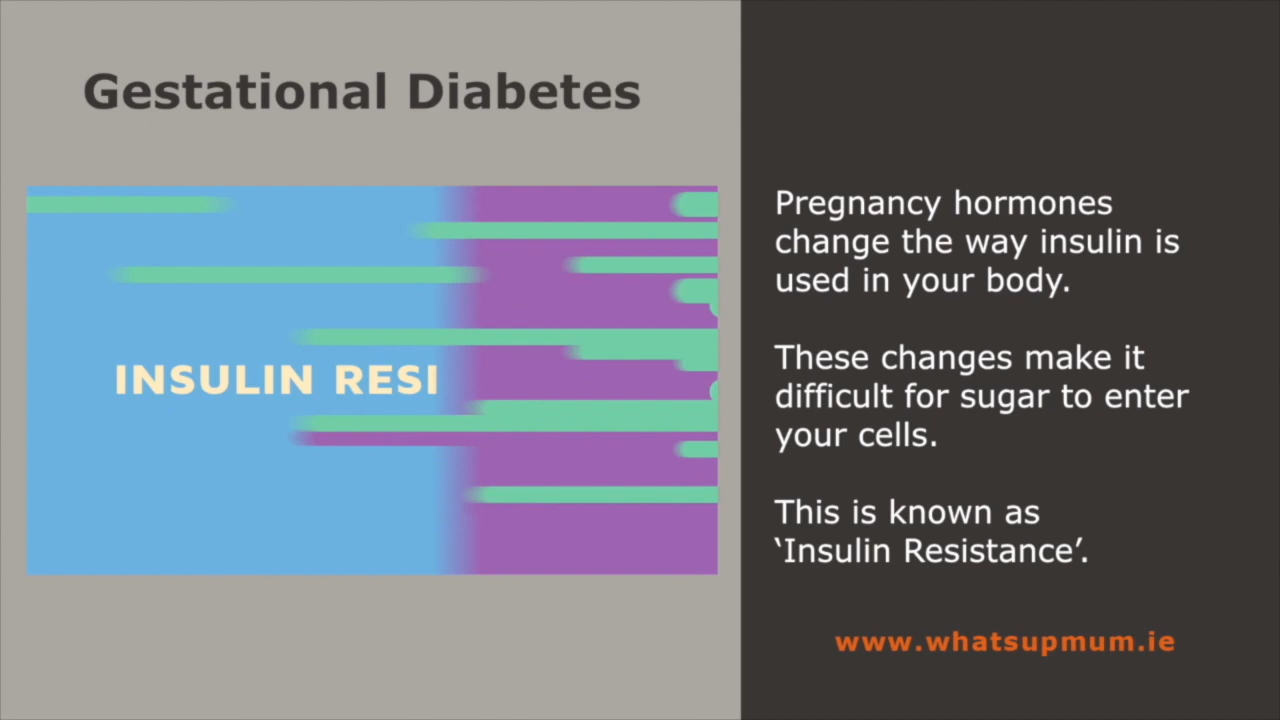 Gestational Diabetes
INSULIN RESI
Pregnancy hormones
change the way insulin is
used in your body.
These changes make it
difficult for sugar to enter
your cells.
This is known as
‘Insulin Resistance’.
www.whatsupmum.ie